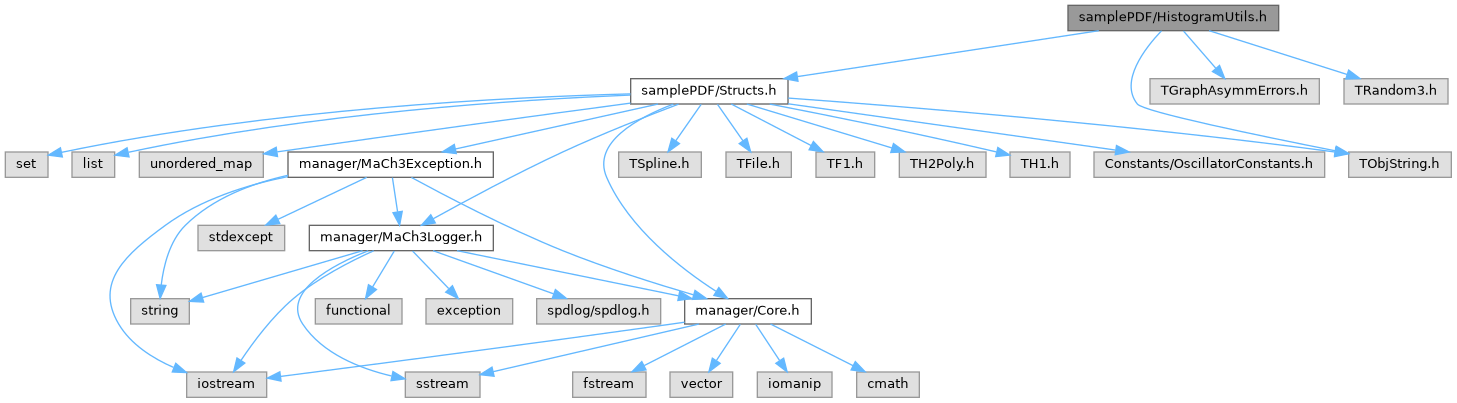 samplePDF/HistogramUtils.h
samplePDF/Structs.h
TGraphAsymmErrors.h
TRandom3.h
set
list
unordered_map
manager/MaCh3Exception.h
TSpline.h
TFile.h
TF1.h
TH2Poly.h
TH1.h
Constants/OscillatorConstants.h
TObjString.h
stdexcept
manager/MaCh3Logger.h
string
functional
exception
spdlog/spdlog.h
manager/Core.h
iostream
sstream
fstream
vector
iomanip
cmath